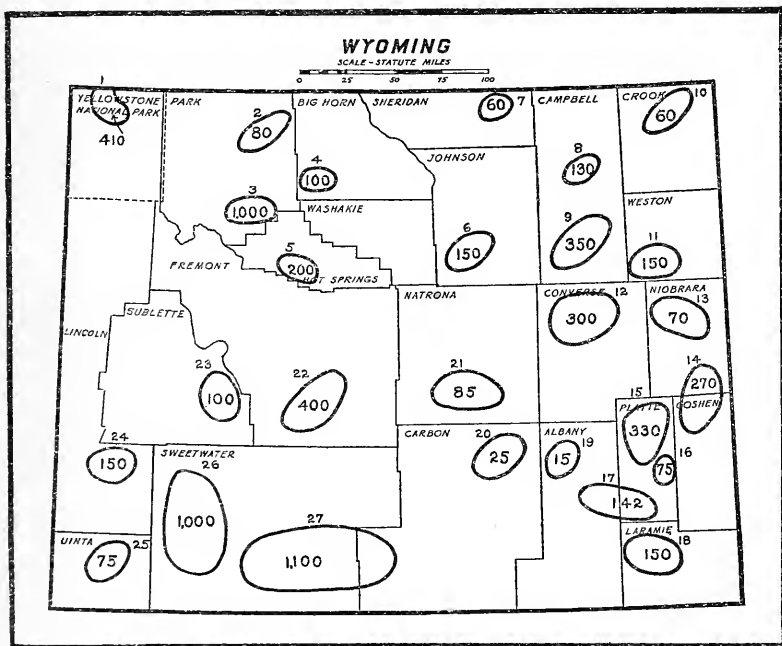 WYOMING
SCALE - STATUTE MILES
0 25 50 75 100
1
YELLOWSTONE
NATIONAL PARK
410
PARK
2
80
BIG HORN
SHERIDAN
60
7
CAMPBELL
CROOK
10
60
JOHNSON
8
130
4
100
3
1,000
WASHAKIE
WESTON
5
200
HOT SPRINGS
6
150
9
350
11
150
FREMONT
NATRONA
CONVERSE
12
300
NIOBRARA
13
70
SUBLETTE
LINCOLN
23
100
22
400
21
85
14
270
15
PLATTE
330
GOSHEN
24
150
SWEETWATER
26
1,000
CARBON
20
25
ALBANY
19
15
16
75
17
142
27
1,100
UINTA
25
75
LARAMIE
18
150